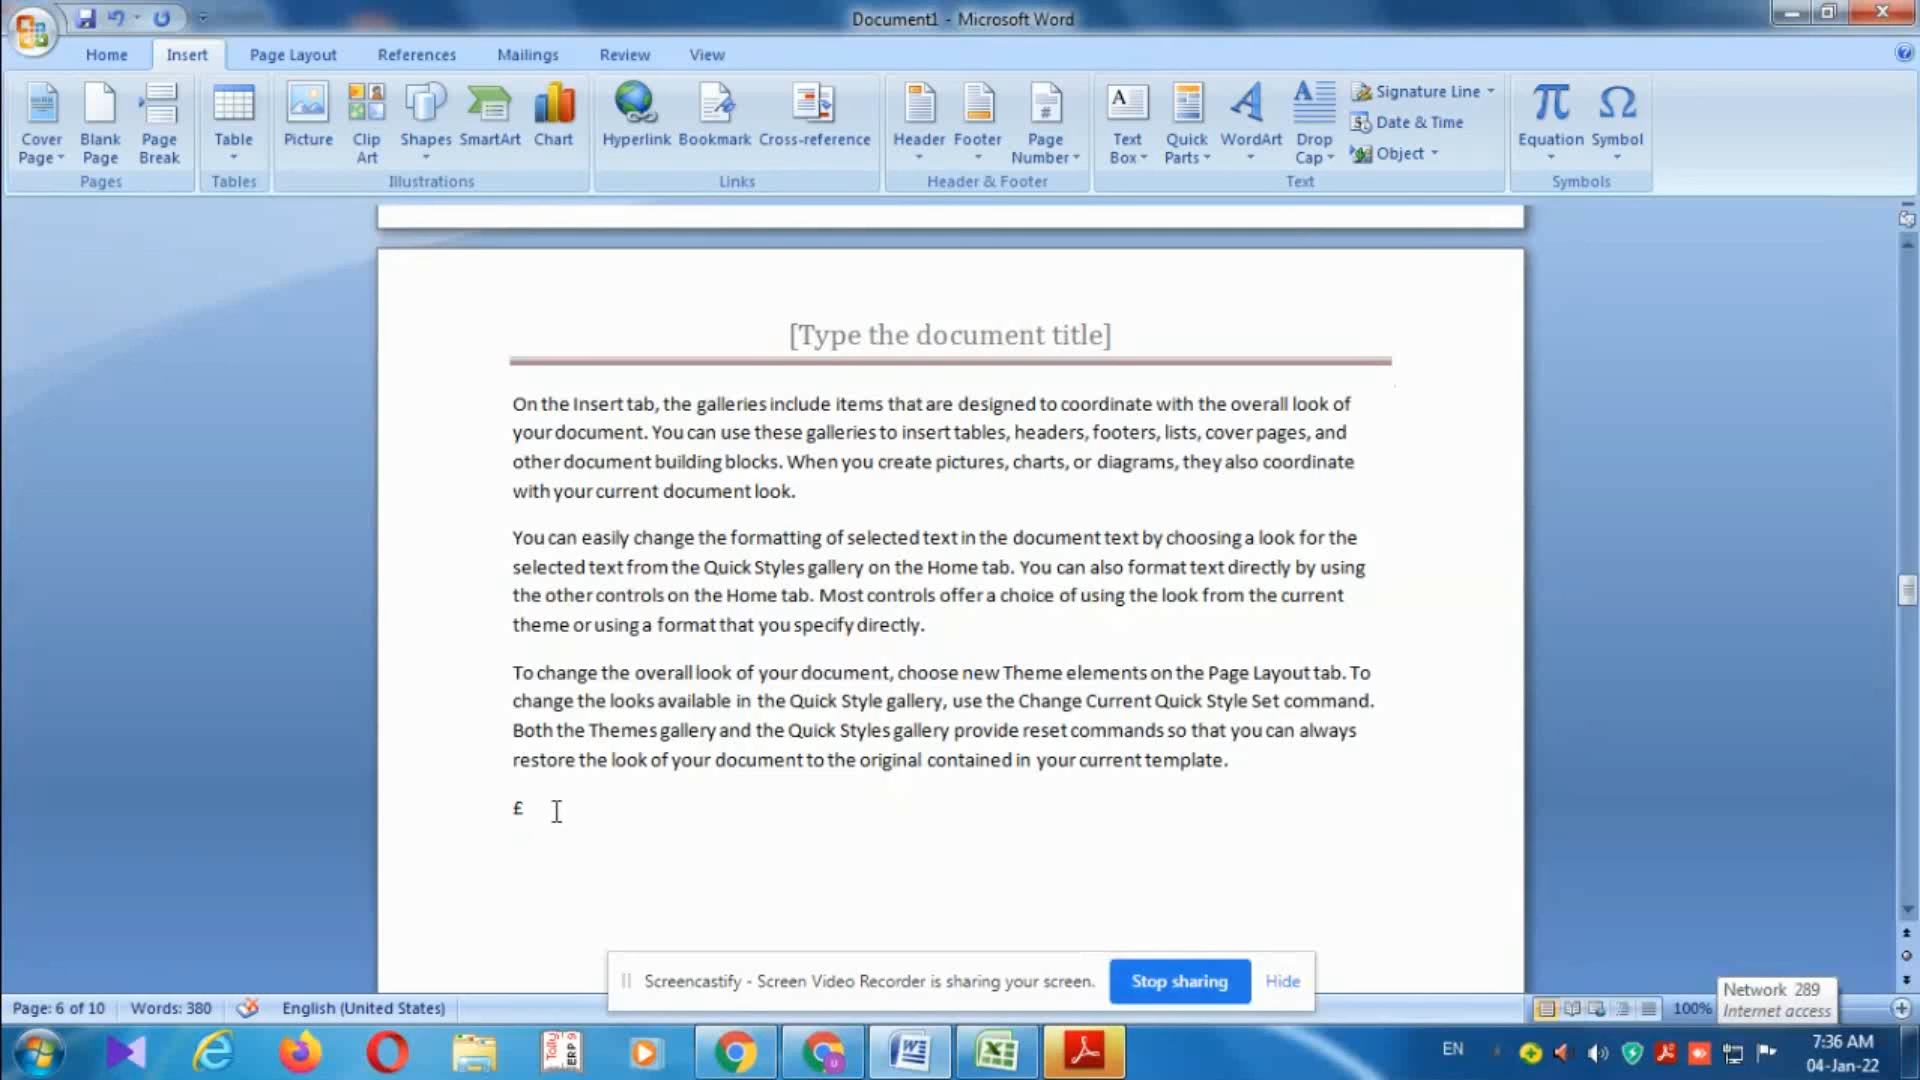 Document1 - Microsoft Word
Home Insert Page Layout References Mailings Review View
Cover Page
Blank Page
Page Break
Pages
Table
Tables
Picture
Clip Art
Shapes
SmartArt
Chart
Illustrations
Hyperlink
Bookmark
Cross-reference
Links
Header
Footer
Page Number
Header & Footer
Text Box
Quick Parts
WordArt
Drop Cap
Signature Line
Date & Time
Object
Text
Equation
Symbol
Symbols
[Type the document title]
On the Insert tab, the galleries include items that are designed to coordinate with the overall look of
your document. You can use these galleries to insert tables, headers, footers, lists, cover pages, and
other document building blocks. When you create pictures, charts, or diagrams, they also coordinate
with your current document look.
You can easily change the formatting of selected text in the document text by choosing a look for the
selected text from the Quick Styles gallery on the Home tab. You can also format text directly by using
the other controls on the Home tab. Most controls offer a choice of using the look from the current
theme or using a format that you specify directly.
To change the overall look of your document, choose new Theme elements on the Page Layout tab. To
change the looks available in the Quick Style gallery, use the Change Current Quick Style Set command.
Both the Themes gallery and the Quick Styles gallery provide reset commands so that you can always
restore the look of your document to the original contained in your current template.
£
Screencastify - Screen Video Recorder is sharing your screen. Stop sharing Hide
Network 289
Internet access
Page: 6 of 10 Words: 380 English (United States) 100%
Tally ERP 9
EN
7:36 AM
04-Jan-22